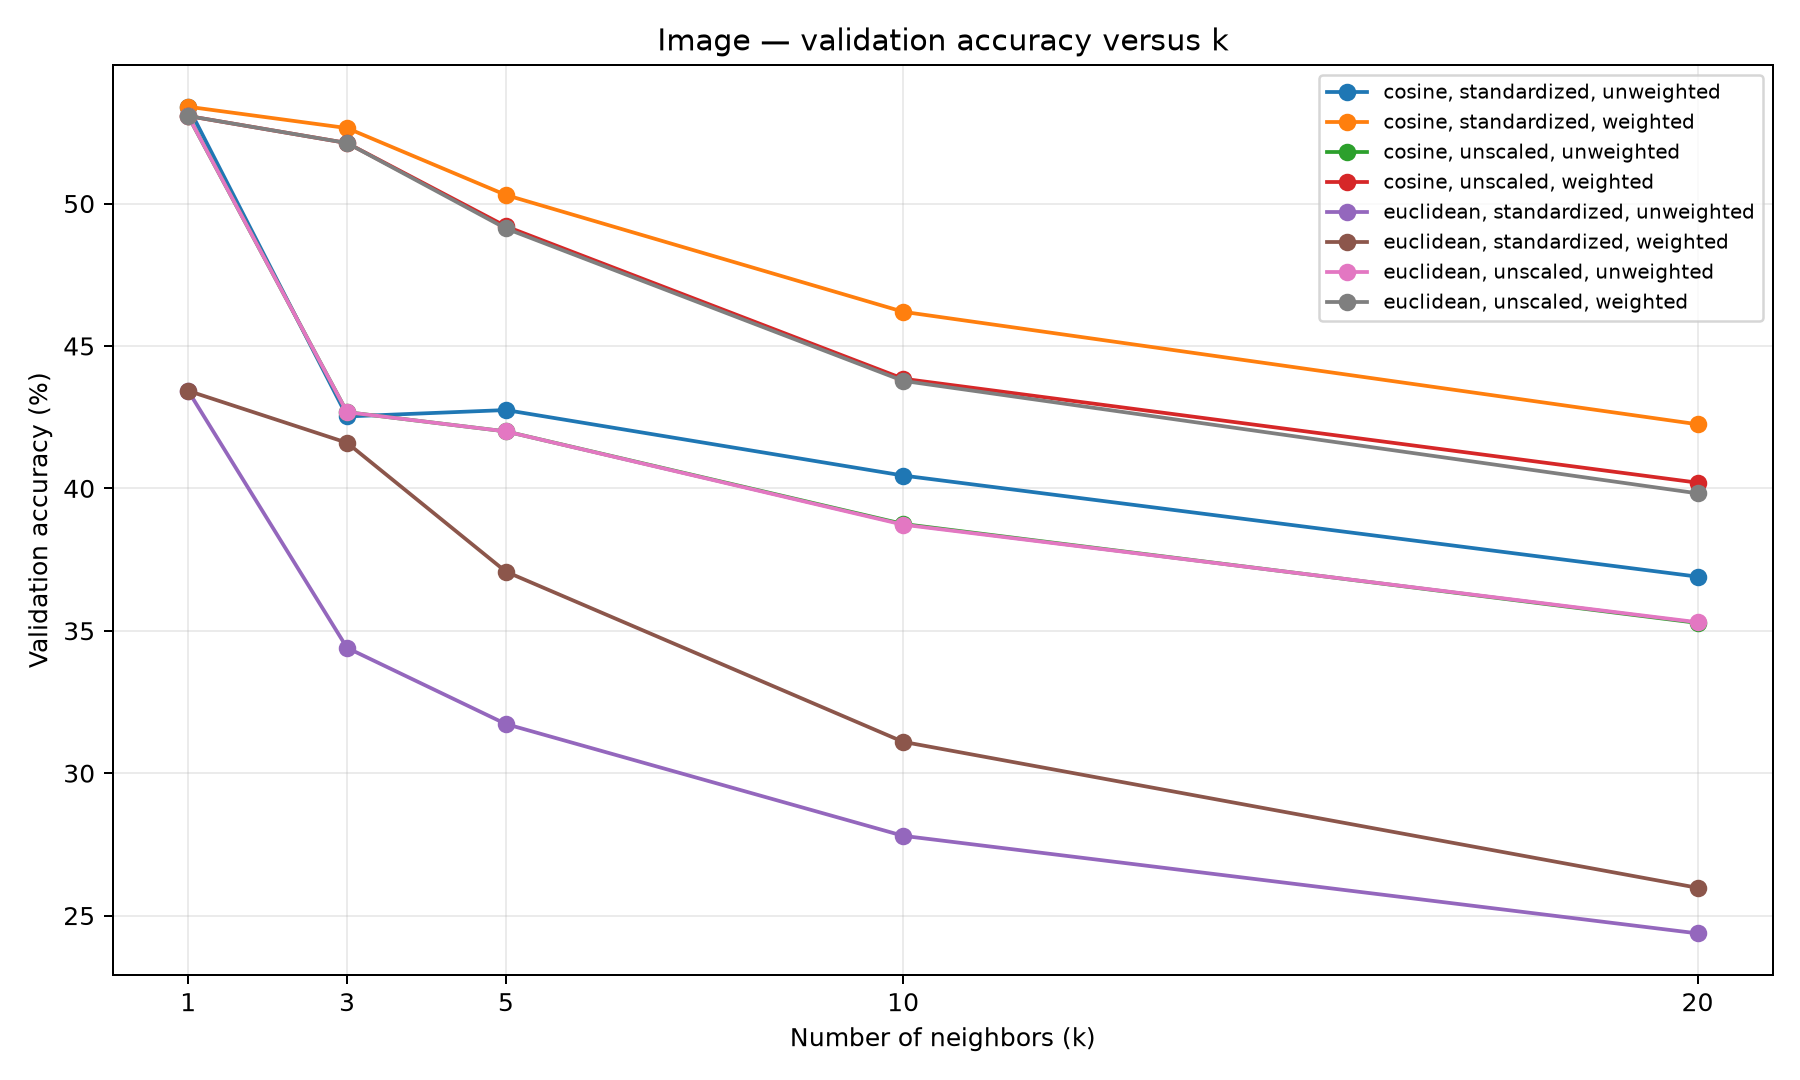 Image — validation accuracy versus k
cosine, standardized, unweighted
cosine, standardized, weighted
cosine, unscaled, unweighted
cosine, unscaled, weighted
euclidean, standardized, unweighted
euclidean, standardized, weighted
euclidean, unscaled, unweighted
euclidean, unscaled, weighted
Validation accuracy (%)
50
45
40
35
30
25
1 3 5 10 20
Number of neighbors (k)